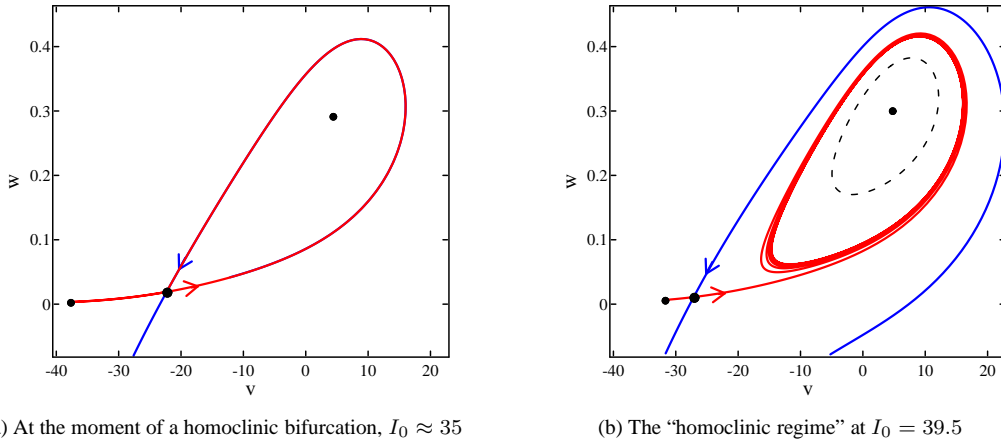 0.4
0.3
0.2
0.1
0
w
-40 -30 -20 -10 0 10 20
v
0.4
0.3
0.2
0.1
0
w
-30 -20 -10 0 10 20
v
) At the moment of a homoclinic bifurcation, I₀ ≈ 35
(b) The “homoclinic regime” at I₀ = 39.5